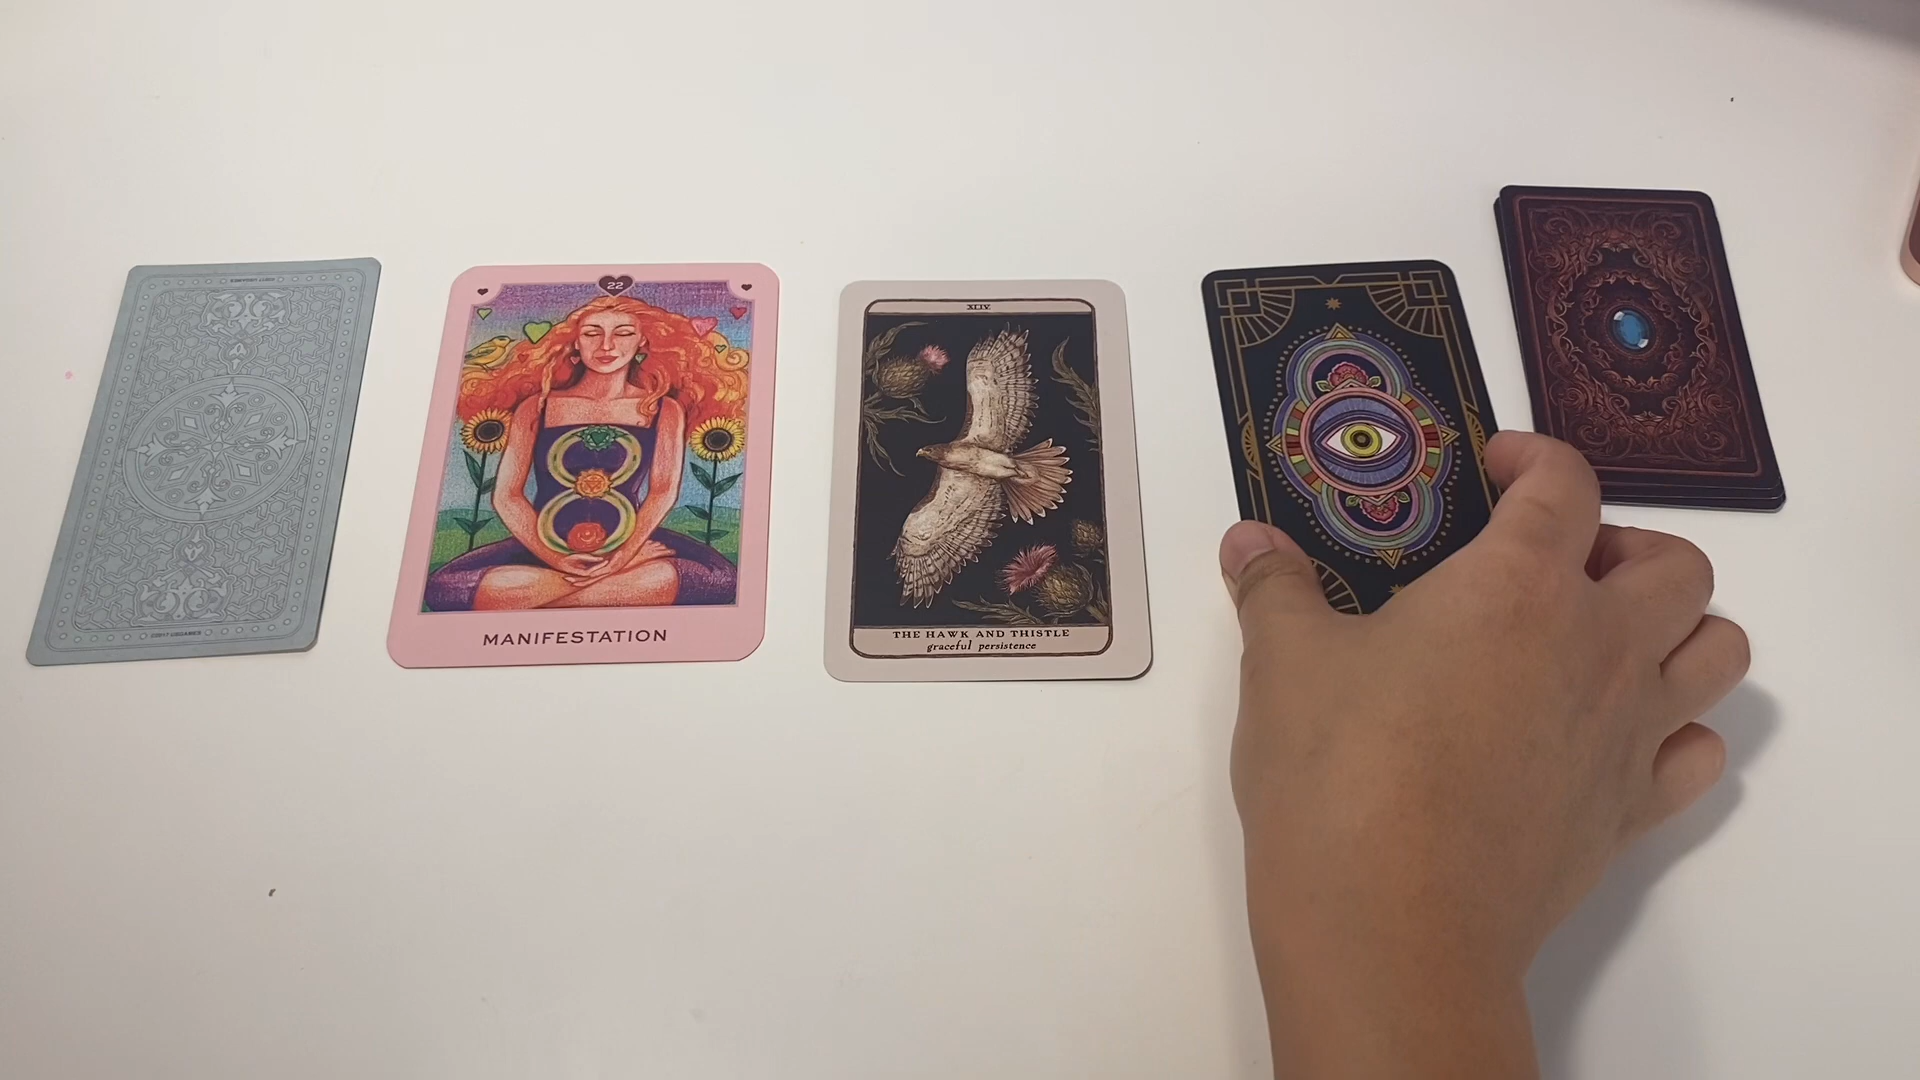 22
MANIFESTATION
XLIV
THE HAWK AND THISTLE
graceful persistence